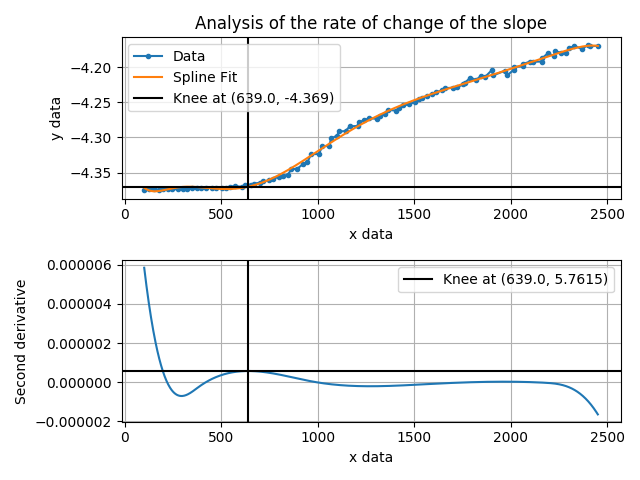 Analysis of the rate of change of the slope
Data
Spline Fit
Knee at (639.0, -4.369)
−4.20
−4.25
−4.30
−4.35
y data
0
500
1000
1500
2000
2500
x data
Knee at (639.0, 5.7615)
0.000006
0.000004
0.000002
0.000000
−0.000002
Second derivative
0
500
1000
1500
2000
2500
x data